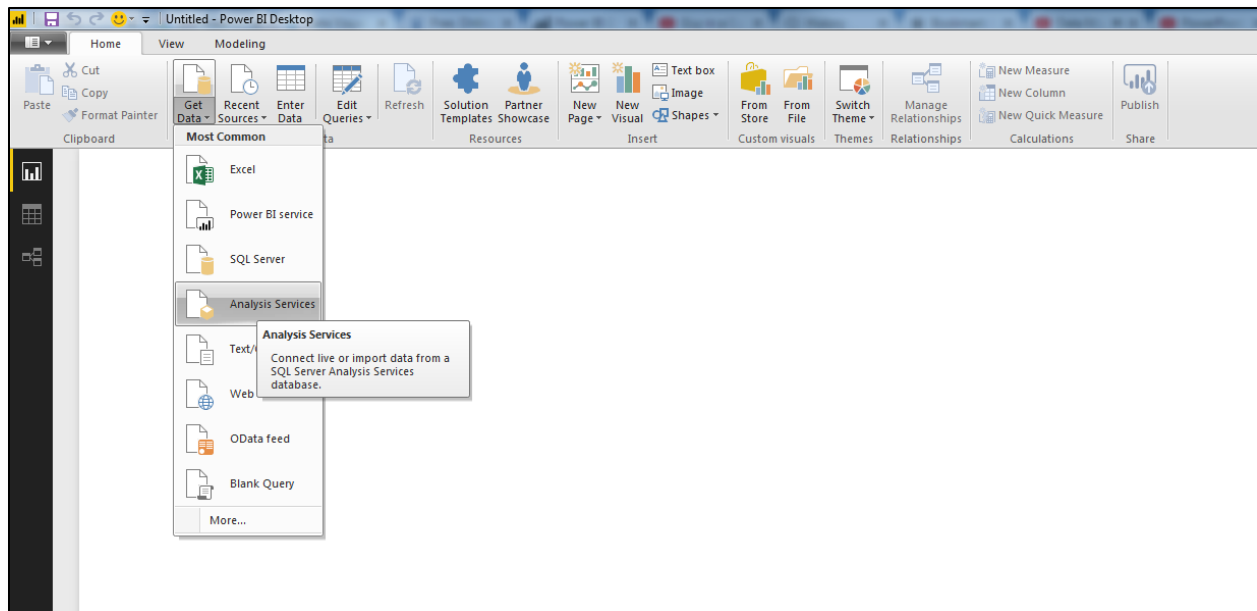 Untitled - Power BI Desktop
Home View Modeling
Paste
Cut
Copy
Format Painter
Clipboard
Get Data
Recent Sources
Enter Data
Edit Queries
Refresh
Solution Templates
Partner Showcase
Resources
New Page
New Visual
Text box
Image
Shapes
Insert
From Store
From File
Custom visuals
Switch Theme
Themes
Manage Relationships
Relationships
New Measure
New Column
New Quick Measure
Calculations
Publish
Share
Most Common
Excel
Power BI service
SQL Server
Analysis Services
Analysis Services
Connect live or import data from a
SQL Server Analysis Services
database.
Web
OData feed
Blank Query
More...